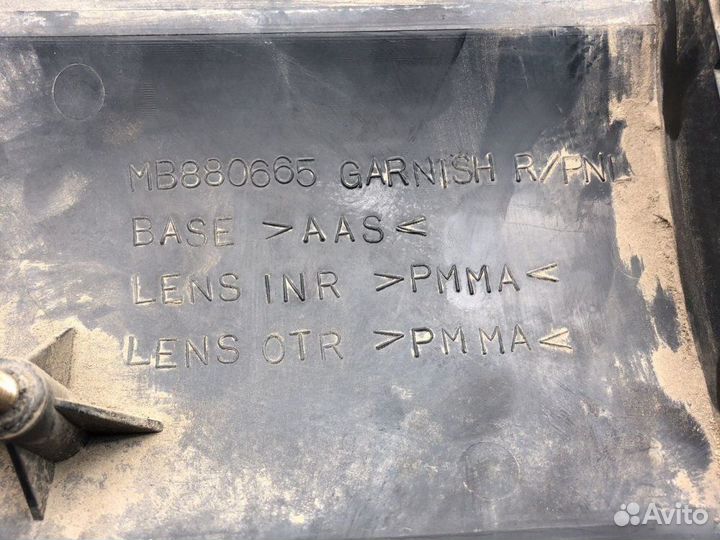 MB880665 GARNISH R/PNL
BASE >AAS<
LENS INR >PMMA<
LENS OTR >PMMA<
Avito